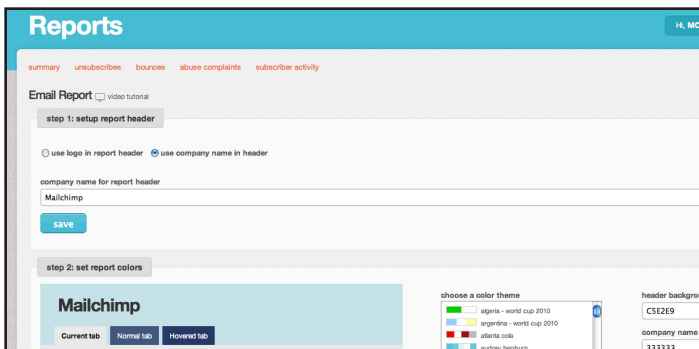 Reports
Hi, MC
summary unsubscribes bounces abuse complaints subscriber activity
Email Report video tutorial
step 1: setup report header
use logo in report header use company name in header
company name for report header
Mailchimp
save
step 2: set report colors
Mailchimp
Current tab Normal tab Hovered tab
choose a color theme
algeria - world cup 2010
argentina - world cup 2010
atlanta cola
audrey hepburn
header backgrou
C5E2E9
company name
333333